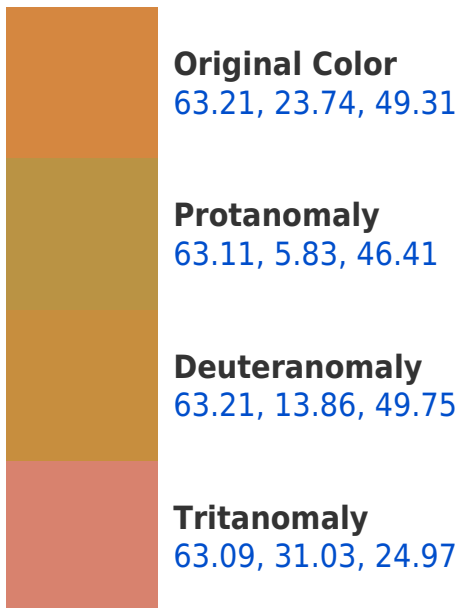 Original Color
63.21, 23.74, 49.31
Protanomaly
63.11, 5.83, 46.41
Deuteranomaly
63.21, 13.86, 49.75
Tritanomaly
63.09, 31.03, 24.97